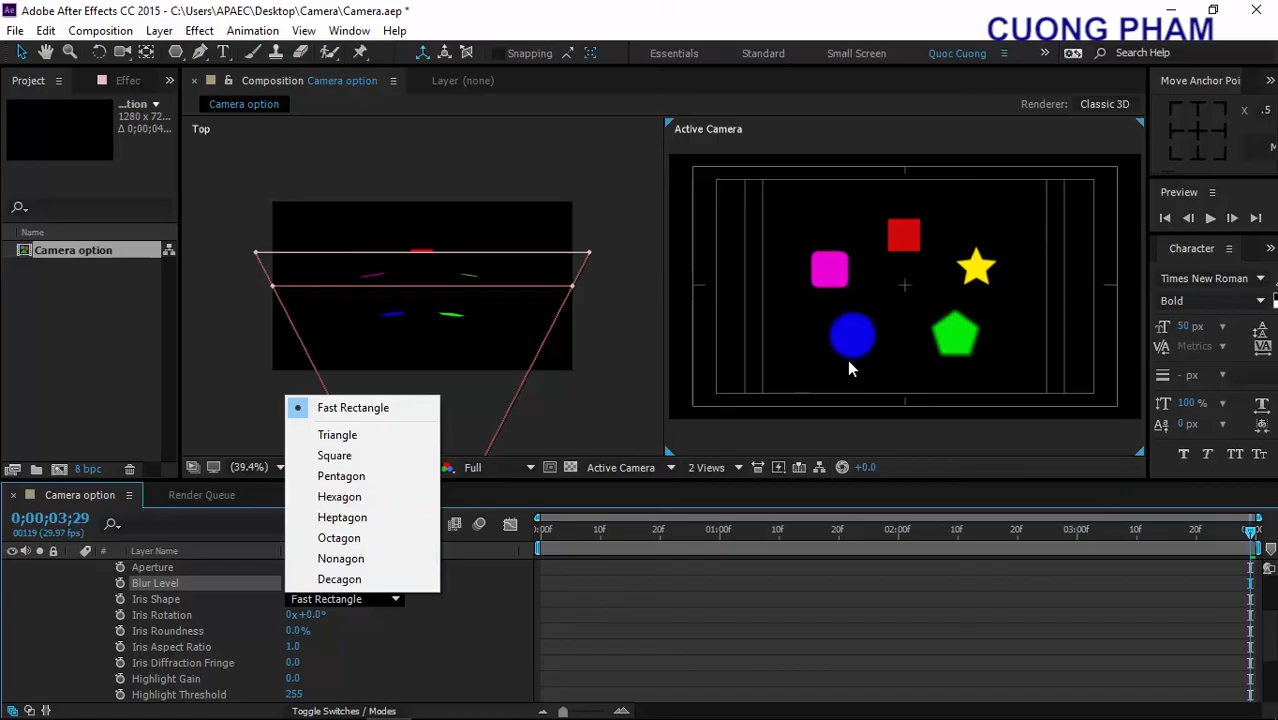 Adobe After Effects CC 2015 - C:\Users\APAEC\Desktop\Camera\Camera.aep *
CUONG PHAM
File Edit Composition Layer Effect Animation View Window Help
Snapping Essentials Standard Small Screen Quoc Cuong Search Help
Project Effec Composition Camera option Layer (none) Move Anchor Poi
...tion
1280 x 72...
Δ 0;00;04...
Camera option Renderer: Classic 3D
X .5
Top Active Camera
M
Preview
Name
Camera option
Character
Times New Roman
Bold
50 px
Metrics
- px
100 %
0 px
T T TT Tt
8 bpc (39.4%) Full Active Camera 2 Views +0.0
Fast Rectangle
Triangle
Square
Pentagon
Hexagon
Heptagon
Octagon
Nonagon
Decagon
Camera option Render Queue
0;00;03;29
00119 (29.97 fps)
:00f 10f 20f 01:00f 10f 20f 02:00f 10f 20f 03:00f 10f 20f
# Layer Name
Aperture
Blur Level
Iris Shape Fast Rectangle
Iris Rotation 0x+0.0°
Iris Roundness 0.0%
Iris Aspect Ratio 1.0
Iris Diffraction Fringe 0.0
Highlight Gain 0.0
Highlight Threshold 255
Toggle Switches / Modes